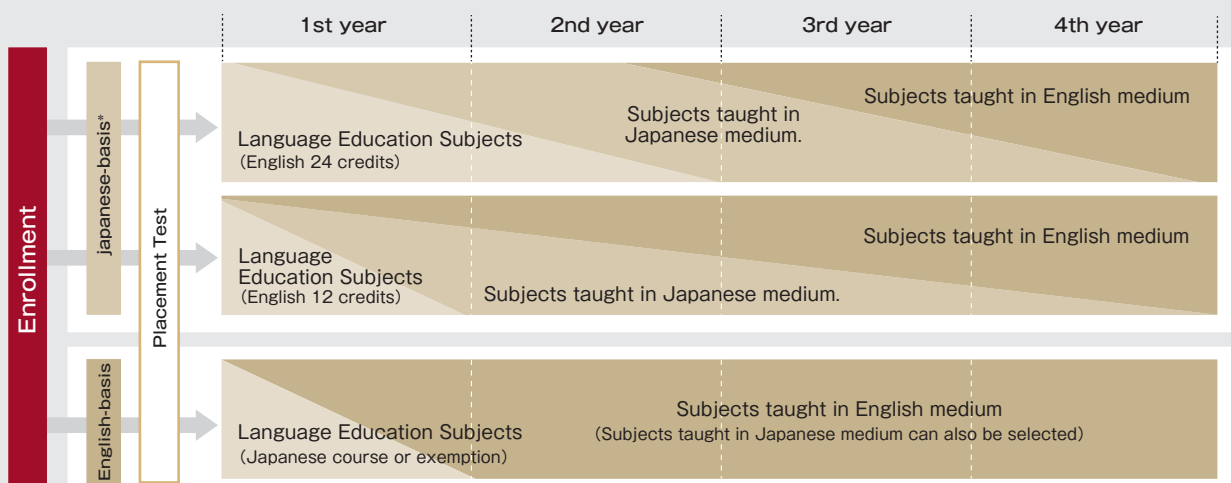 1st year
2nd year
3rd year
4th year
Enrollment
japanese-basis*
Placement Test
Subjects taught in English medium
Subjects taught in
Japanese medium.
Language Education Subjects
(English 24 credits)
Subjects taught in English medium
Language
Education Subjects
(English 12 credits)
Subjects taught in Japanese medium.
English-basis
Subjects taught in English medium
(Subjects taught in Japanese medium can also be selected)
Language Education Subjects
(Japanese course or exemption)